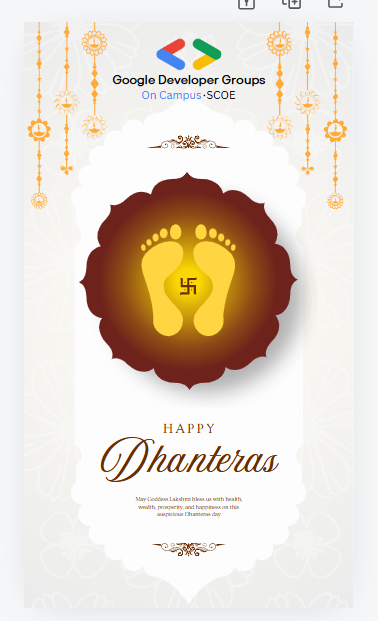 Google Developer Groups
On Campus · SCOE
HAPPY
Dhanteras
May Goddess Lakshmi bless us with health,
wealth, prosperity, and happiness on this
auspicious Dhanteras day